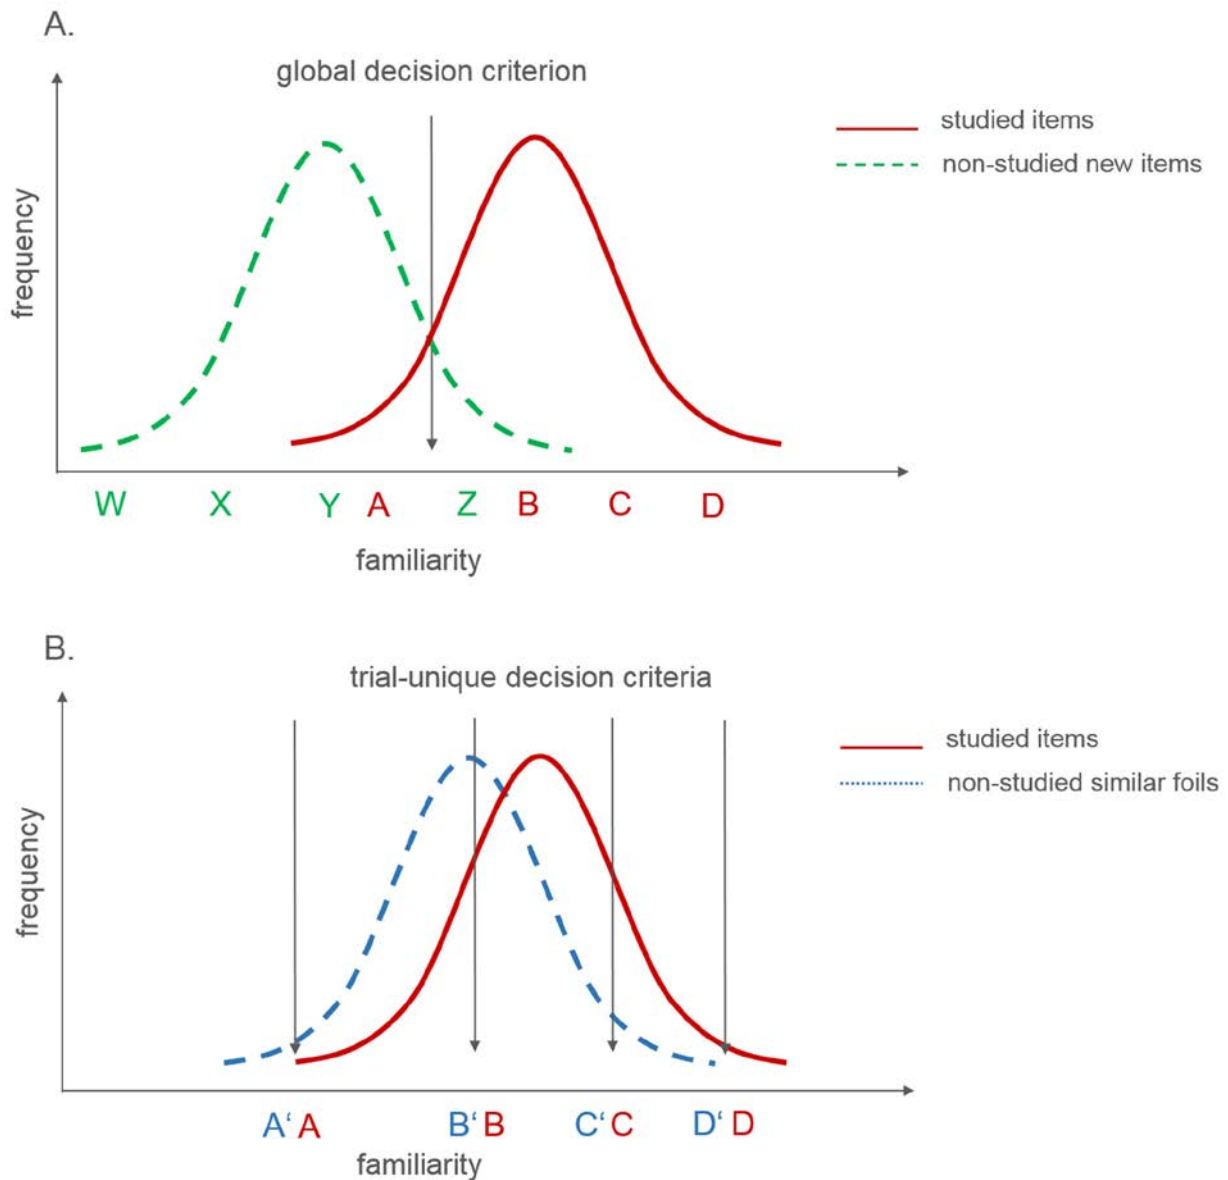 A.
global decision criterion
studied items
non-studied new items
frequency
W X Y A Z B C D
familiarity
B.
trial-unique decision criteria
studied items
non-studied similar foils
frequency
A‘ A B‘ B C‘ C D‘ D
familiarity